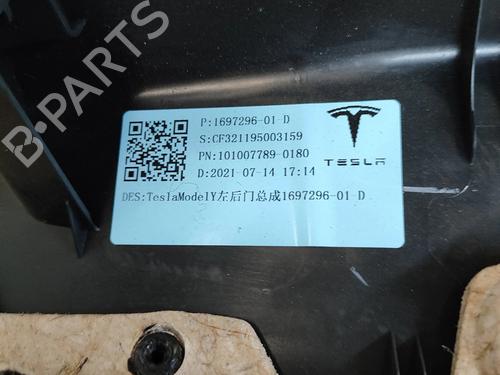 P:1697296-01 D
S:CF321195003159
PN:101007789-0180
D:2021-07-14 17:14
TESLA
DES:TeslaModelY左后门总成1697296-01 D
B-PARTS